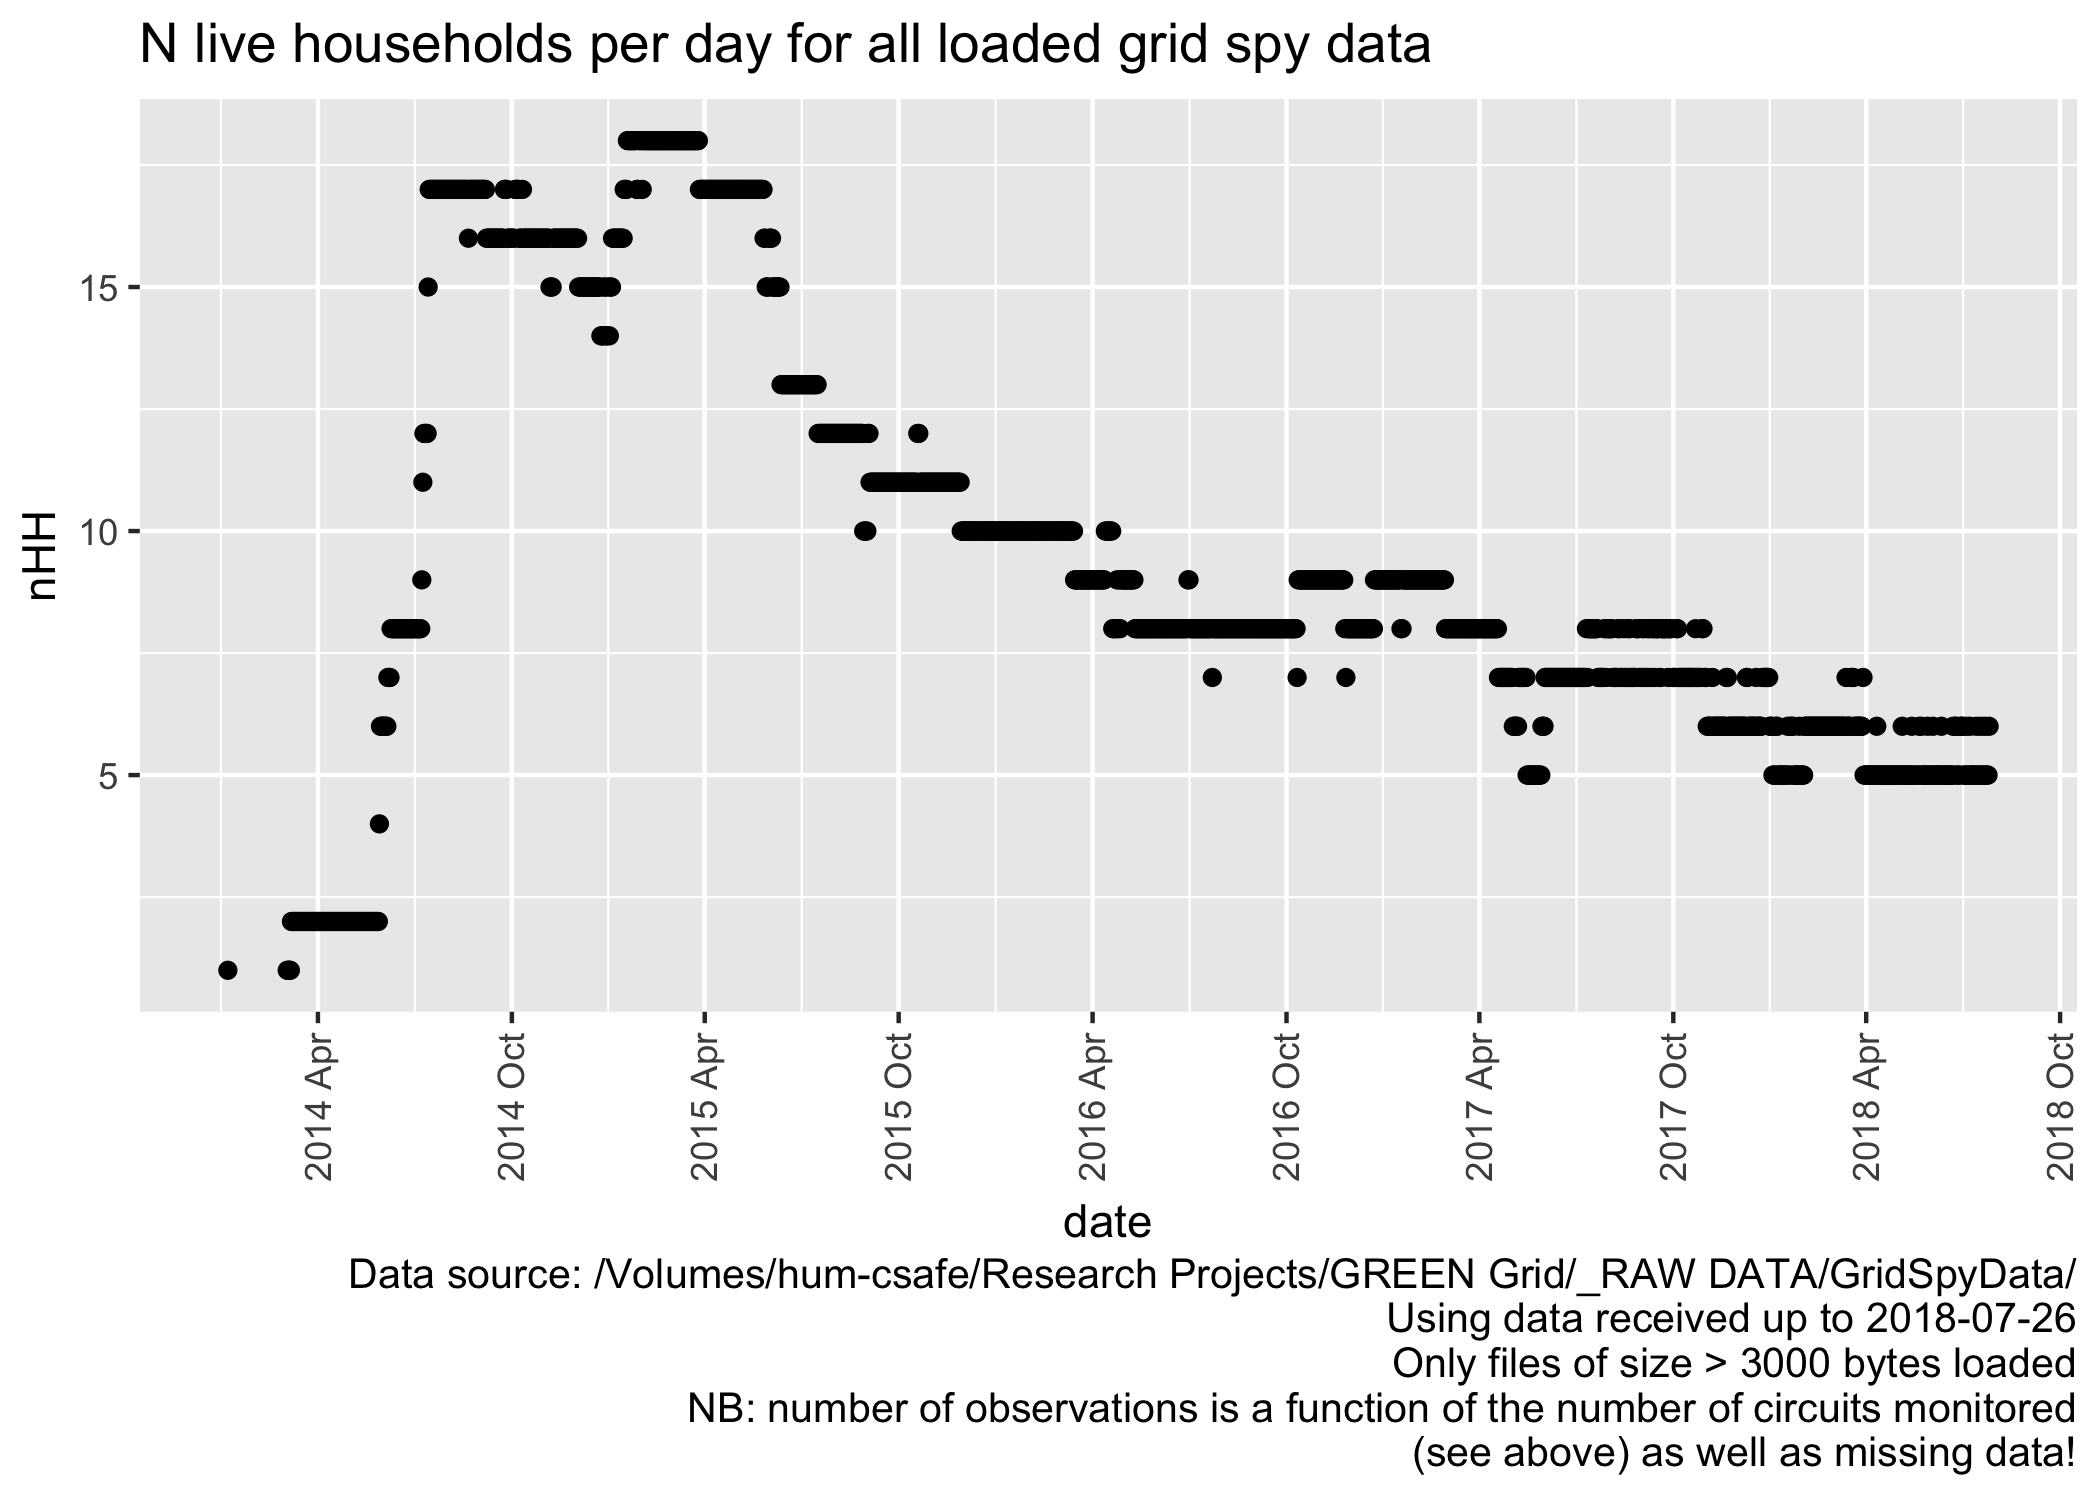 N live households per day for all loaded grid spy data
nHH
15
10
5
2014 Apr
2014 Oct
2015 Apr
2015 Oct
2016 Apr
2016 Oct
2017 Apr
2017 Oct
2018 Apr
2018 Oct
date
Data source: /Volumes/hum-csafe/Research Projects/GREEN Grid/_RAW DATA/GridSpyData/
Using data received up to 2018-07-26
Only files of size > 3000 bytes loaded
NB: number of observations is a function of the number of circuits monitored
(see above) as well as missing data!